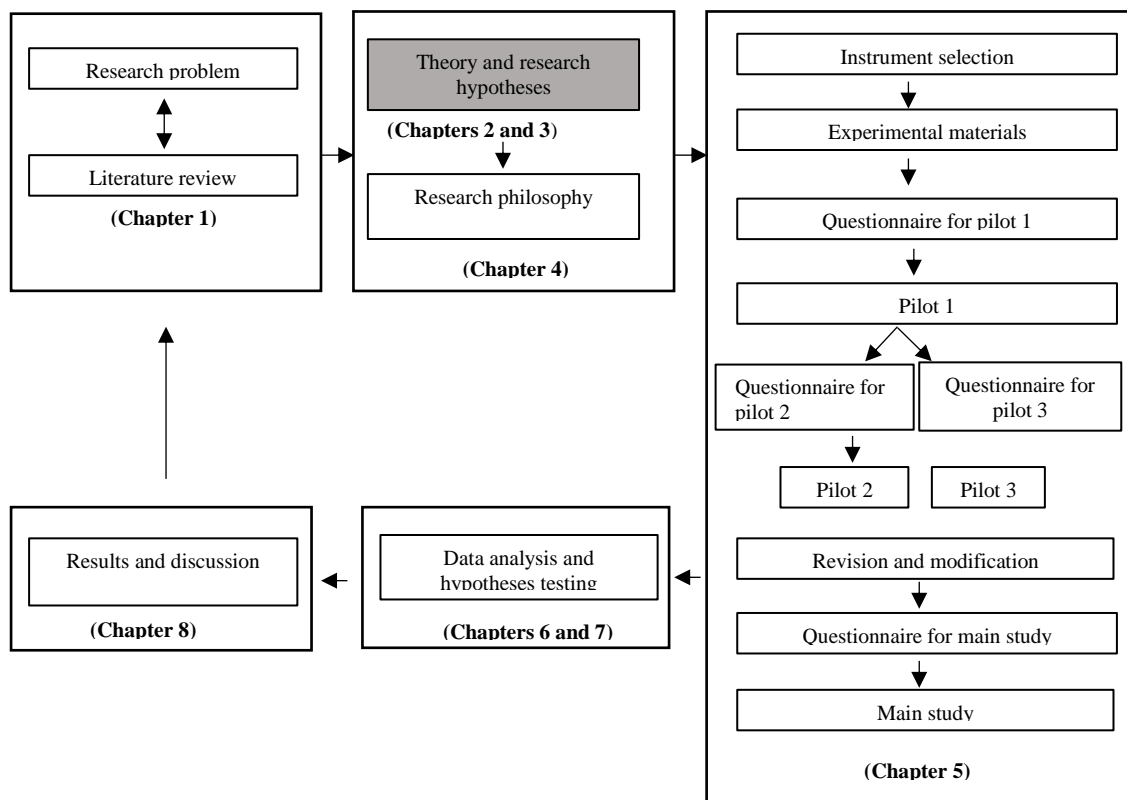 Research problem
Literature review
(Chapter 1)
Theory and research
hypotheses
(Chapters 2 and 3)
Research philosophy
(Chapter 4)
Instrument selection
Experimental materials
Questionnaire for pilot 1
Pilot 1
Questionnaire for
pilot 2
Questionnaire for
pilot 3
Pilot 2
Pilot 3
Revision and modification
Questionnaire for main study
Main study
(Chapter 5)
Data analysis and
hypotheses testing
(Chapters 6 and 7)
Results and discussion
(Chapter 8)